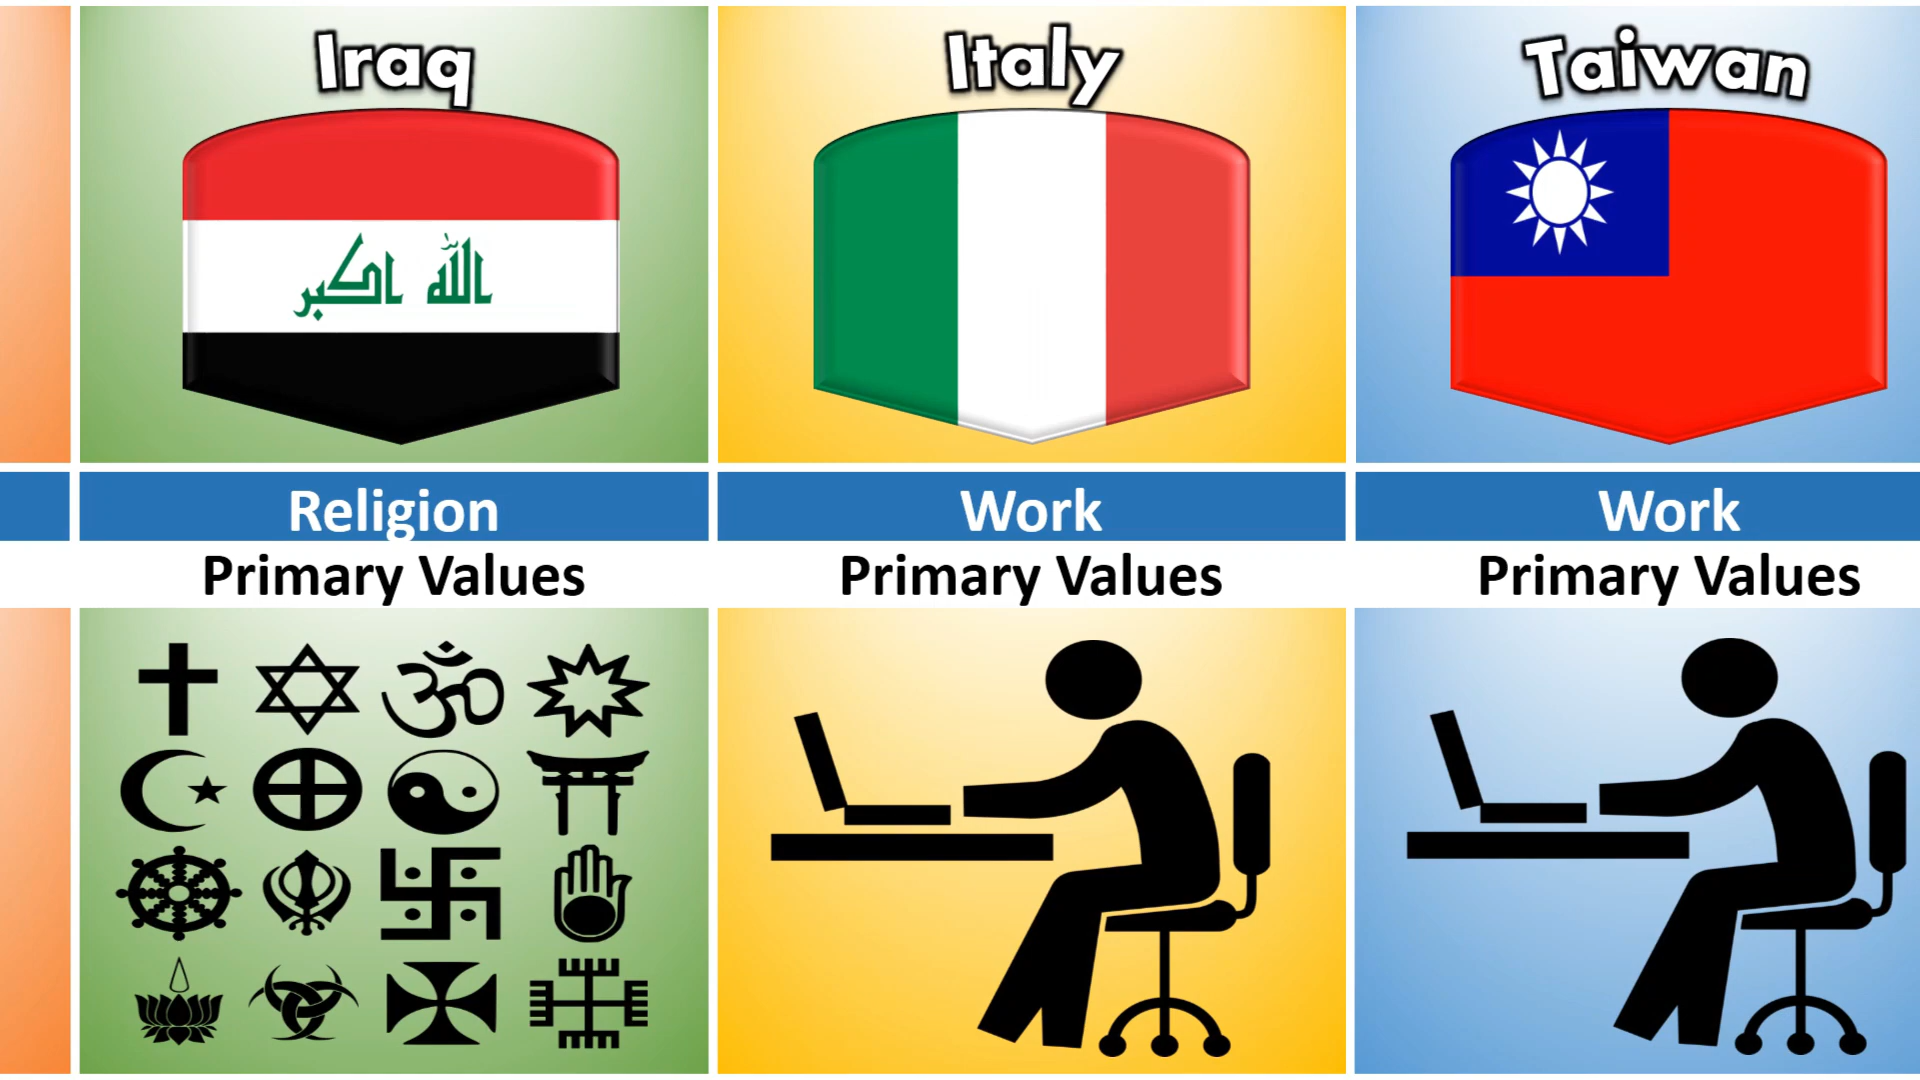 Iraq
Italy
Taiwan
الله اكبر
Religion
Work
Work
Primary Values
Primary Values
Primary Values